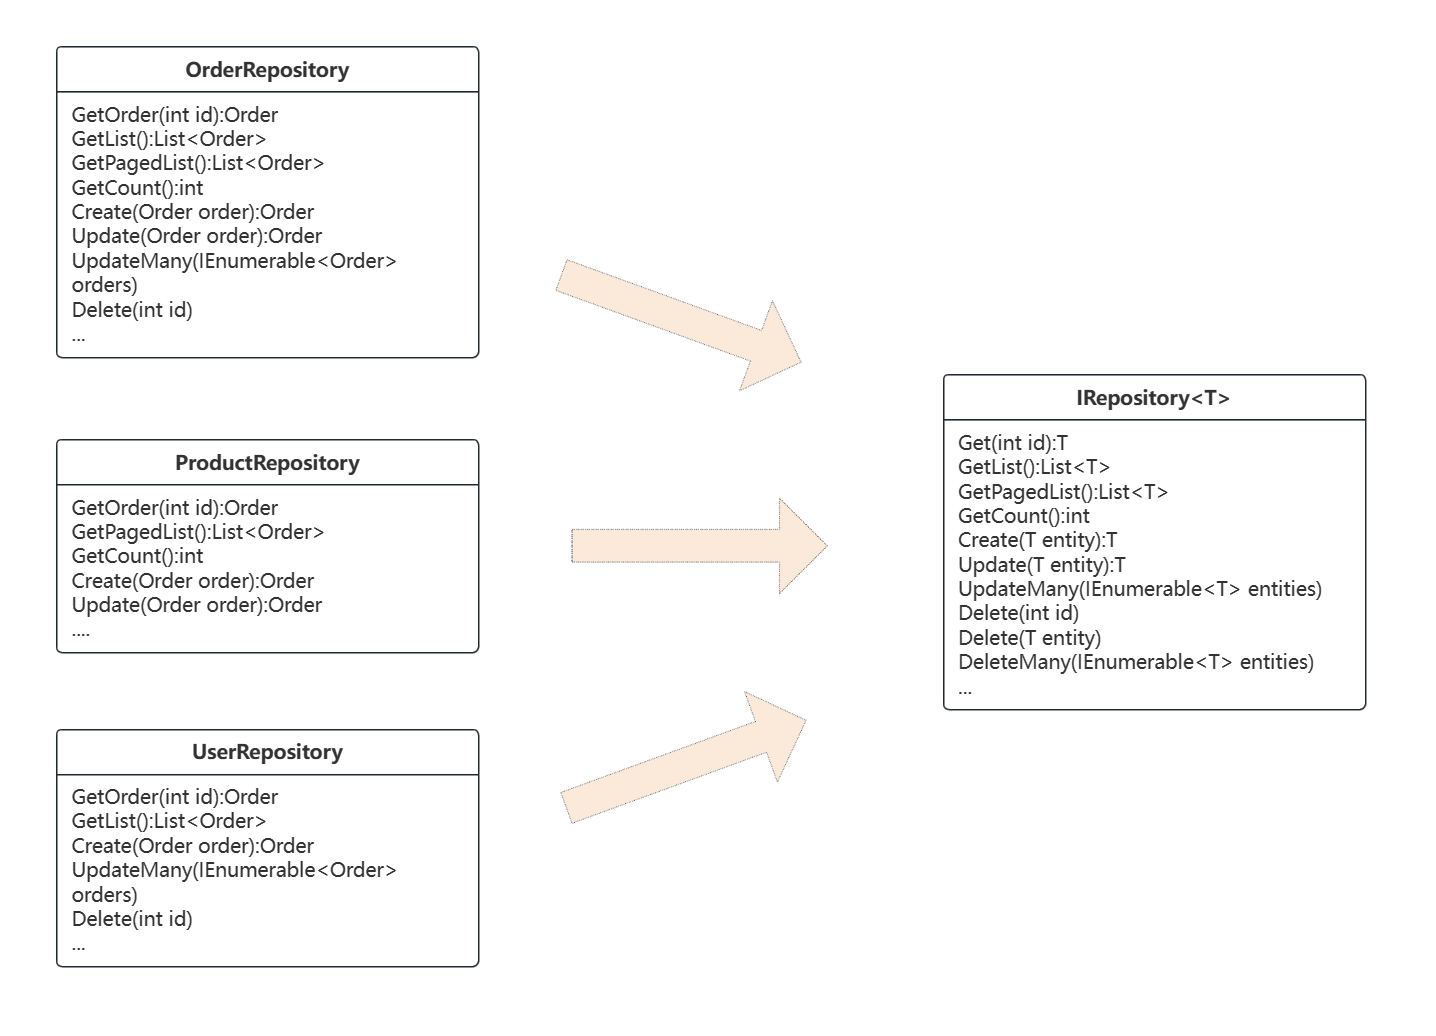 OrderRepository
GetOrder(int id):Order
GetList():List<Order>
GetPagedList():List<Order>
GetCount():int
Create(Order order):Order
Update(Order order):Order
UpdateMany(IEnumerable<Order>
orders)
Delete(int id)
...
ProductRepository
GetOrder(int id):Order
GetPagedList():List<Order>
GetCount():int
Create(Order order):Order
Update(Order order):Order
....
UserRepository
GetOrder(int id):Order
GetList():List<Order>
Create(Order order):Order
UpdateMany(IEnumerable<Order>
orders)
Delete(int id)
...
IRepository<T>
Get(int id):T
GetList():List<T>
GetPagedList():List<T>
GetCount():int
Create(T entity):T
Update(T entity):T
UpdateMany(IEnumerable<T> entities)
Delete(int id)
Delete(T entity)
DeleteMany(IEnumerable<T> entities)
...